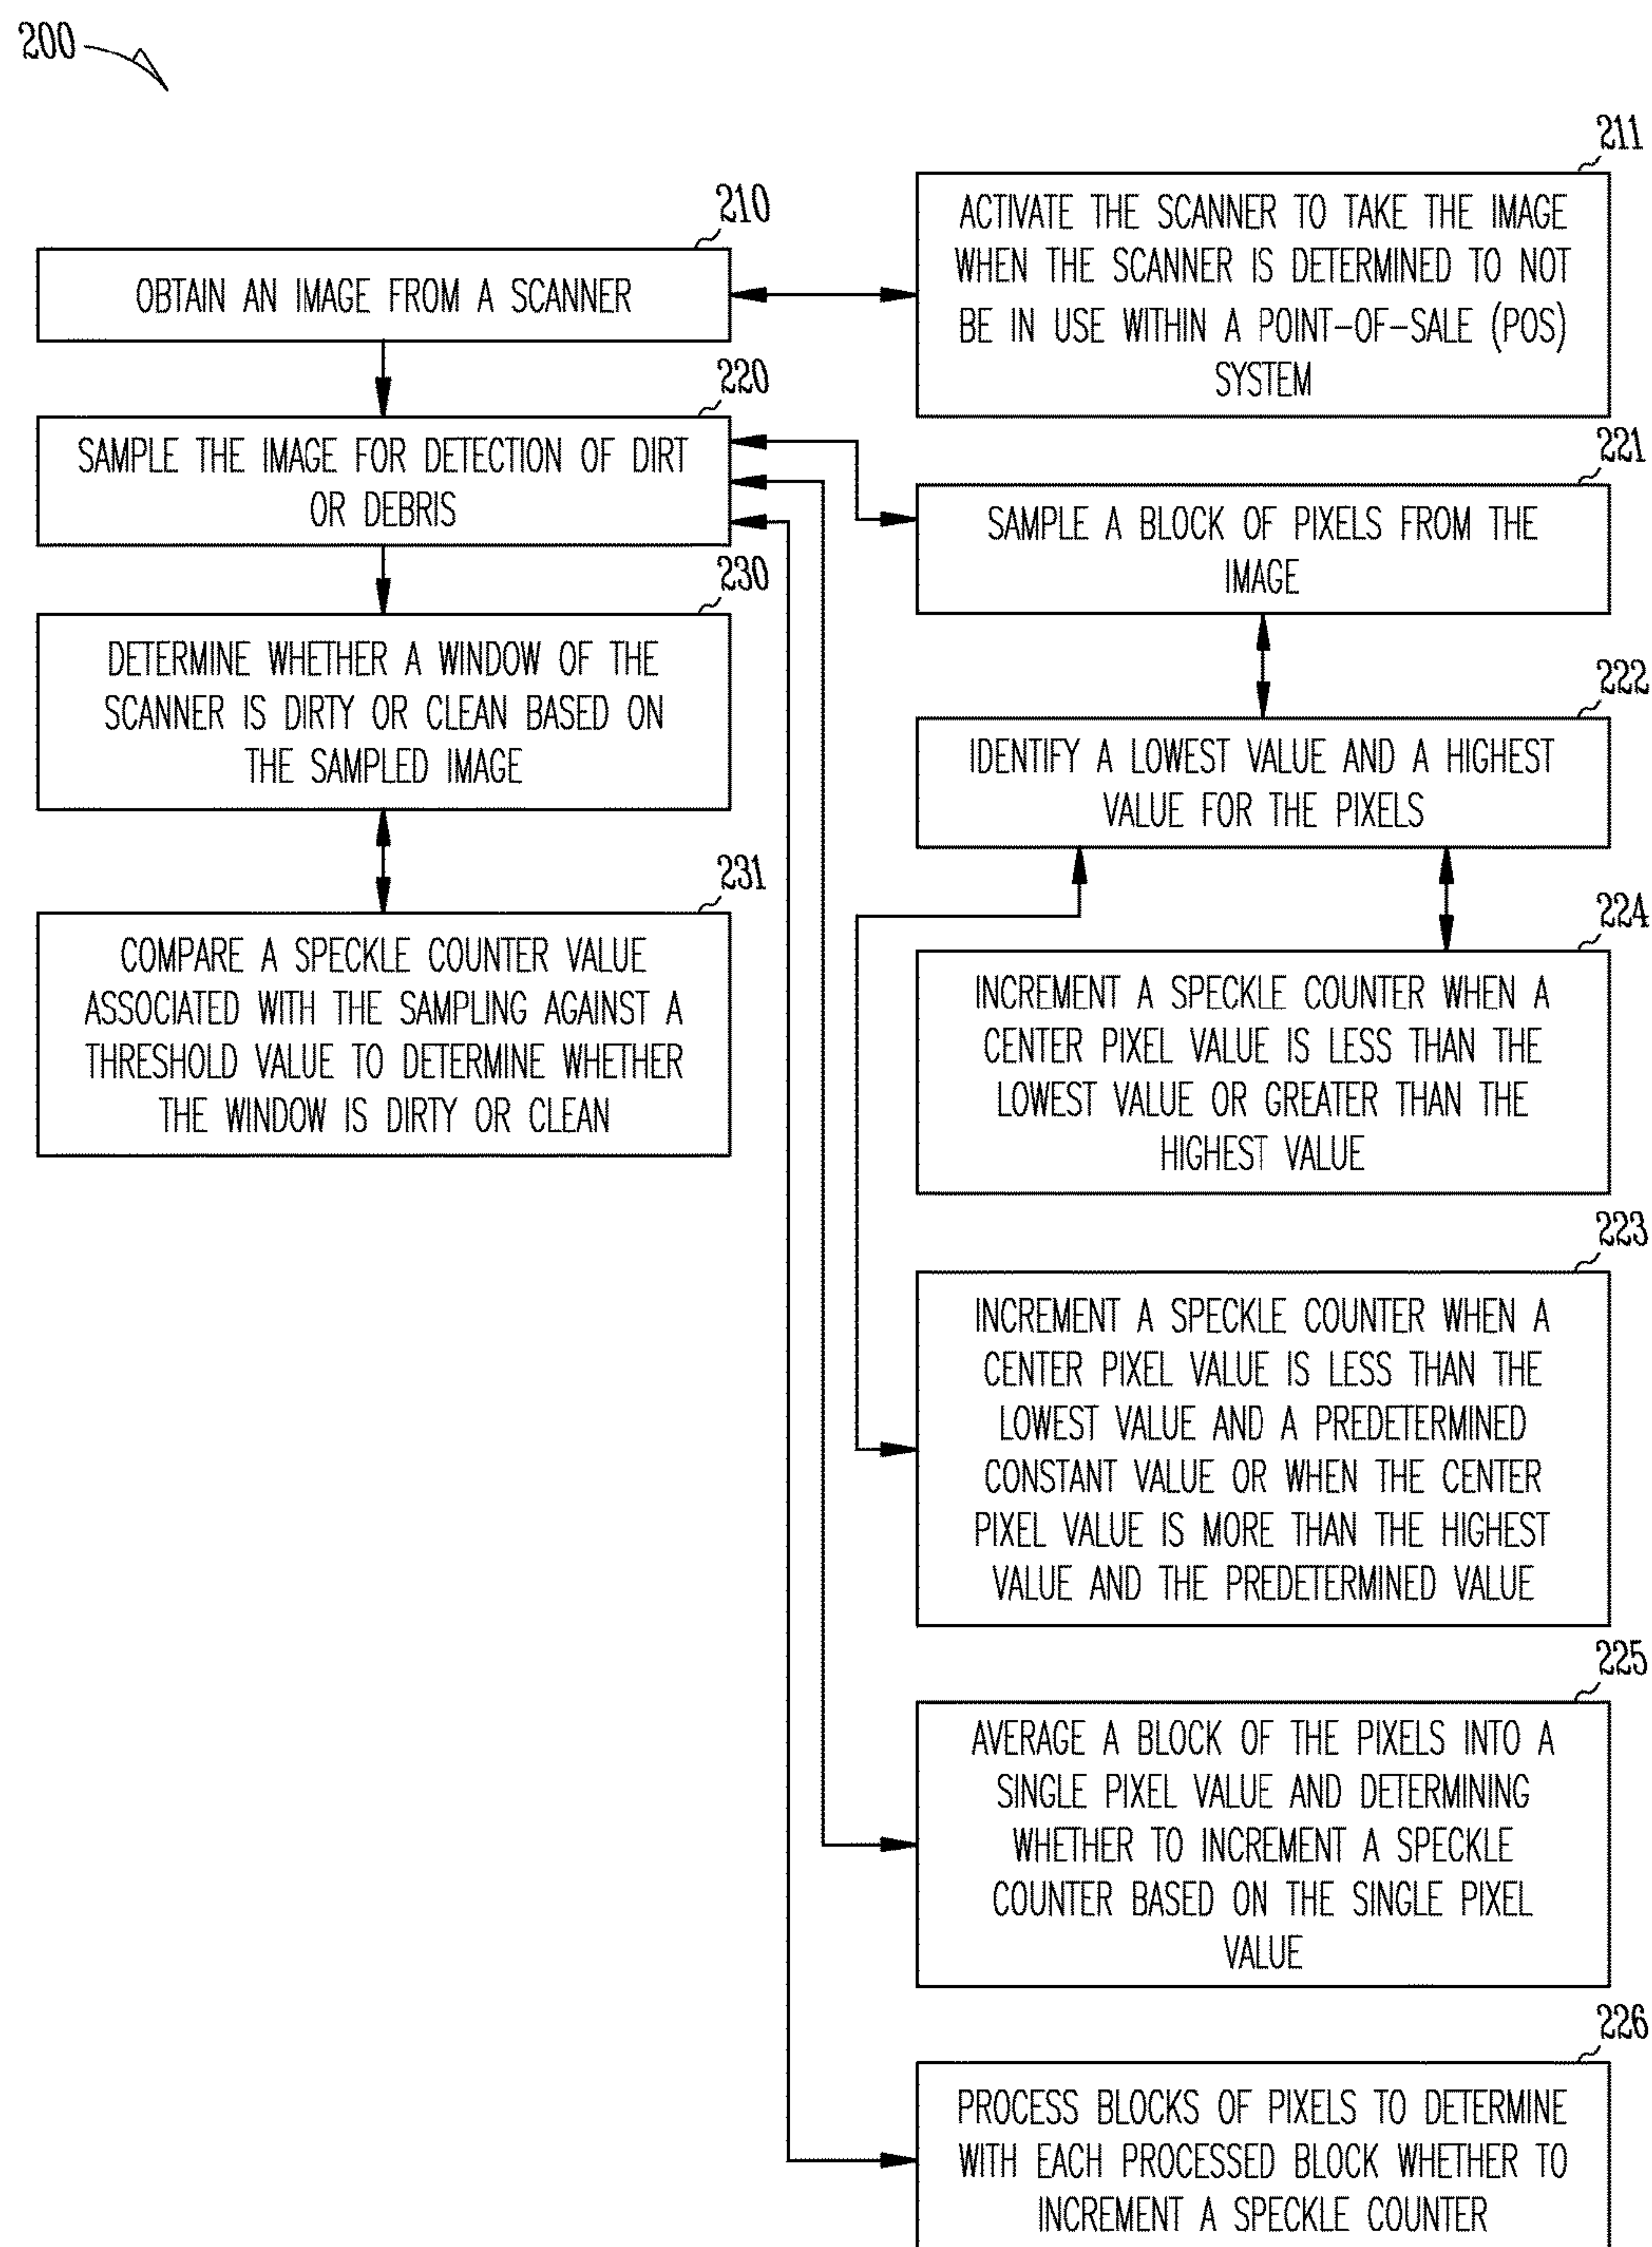 200
210
OBTAIN AN IMAGE FROM A SCANNER
220
SAMPLE THE IMAGE FOR DETECTION OF DIRT
OR DEBRIS
230
DETERMINE WHETHER A WINDOW OF THE
SCANNER IS DIRTY OR CLEAN BASED ON
THE SAMPLED IMAGE
231
COMPARE A SPECKLE COUNTER VALUE
ASSOCIATED WITH THE SAMPLING AGAINST A
THRESHOLD VALUE TO DETERMINE WHETHER
THE WINDOW IS DIRTY OR CLEAN
211
ACTIVATE THE SCANNER TO TAKE THE IMAGE
WHEN THE SCANNER IS DETERMINED TO NOT
BE IN USE WITHIN A POINT-OF-SALE (POS)
SYSTEM
221
SAMPLE A BLOCK OF PIXELS FROM THE
IMAGE
222
IDENTIFY A LOWEST VALUE AND A HIGHEST
VALUE FOR THE PIXELS
224
INCREMENT A SPECKLE COUNTER WHEN A
CENTER PIXEL VALUE IS LESS THAN THE
LOWEST VALUE OR GREATER THAN THE
HIGHEST VALUE
223
INCREMENT A SPECKLE COUNTER WHEN A
CENTER PIXEL VALUE IS LESS THAN THE
LOWEST VALUE AND A PREDETERMINED
CONSTANT VALUE OR WHEN THE CENTER
PIXEL VALUE IS MORE THAN THE HIGHEST
VALUE AND THE PREDETERMINED VALUE
225
AVERAGE A BLOCK OF THE PIXELS INTO A
SINGLE PIXEL VALUE AND DETERMINING
WHETHER TO INCREMENT A SPECKLE
COUNTER BASED ON THE SINGLE PIXEL
VALUE
226
PROCESS BLOCKS OF PIXELS TO DETERMINE
WITH EACH PROCESSED BLOCK WHETHER TO
INCREMENT A SPECKLE COUNTER